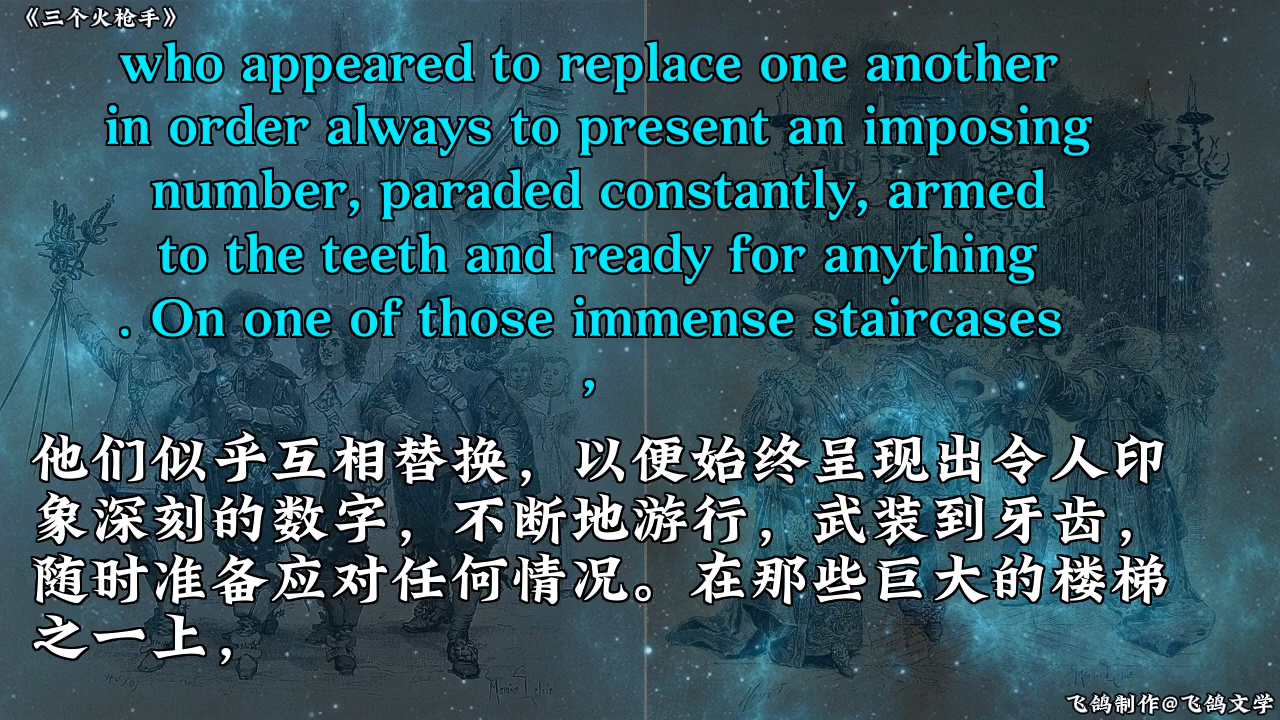 《三个火枪手》
who appeared to replace one another
in order always to present an imposing
number, paraded constantly, armed
to the teeth and ready for anything
. On one of those immense staircases
,
他们似乎互相替换，以便始终呈现出令人印
象深刻的数字，不断地游行，武装到牙齿，
随时准备应对任何情况。在那些巨大的楼梯
之一上，
飞鸽制作@飞鸽文学